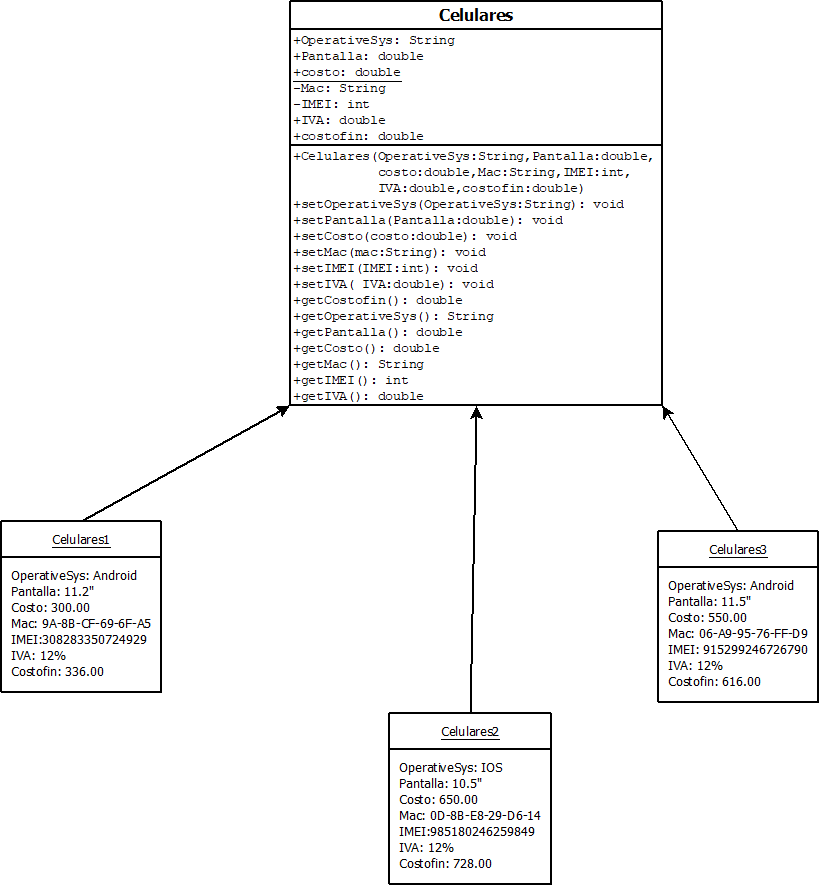 Celulares
+OperativeSys: String
+Pantalla: double
+costo: double
-Mac: String
-IMEI: int
+IVA: double
+costofin: double
+Celulares(OperativeSys:String,Pantalla:double,
costo:double,Mac:String,IMEI:int,
IVA:double,costofin:double)
+setOperativeSys(OperativeSys:String): void
+setPantalla(Pantalla:double): void
+setCosto(costo:double): void
+setMac(mac:String): void
+setIMEI(IMEI:int): void
+setIVA( IVA:double): void
+getCostofin(): double
+getOperativeSys(): String
+getPantalla(): double
+getCosto(): double
+getMac(): String
+getIMEI(): int
+getIVA(): double
Celulares1
OperativeSys: Android
Pantalla: 11.2"
Costo: 300.00
Mac: 9A-8B-CF-69-6F-A5
IMEI:308283350724929
IVA: 12%
Costofin: 336.00
Celulares2
OperativeSys: IOS
Pantalla: 10.5"
Costo: 650.00
Mac: 0D-8B-E8-29-D6-14
IMEI:985180246259849
IVA: 12%
Costofin: 728.00
Celulares3
OperativeSys: Android
Pantalla: 11.5"
Costo: 550.00
Mac: 06-A9-95-76-FF-D9
IMEI: 915299246726790
IVA: 12%
Costofin: 616.00